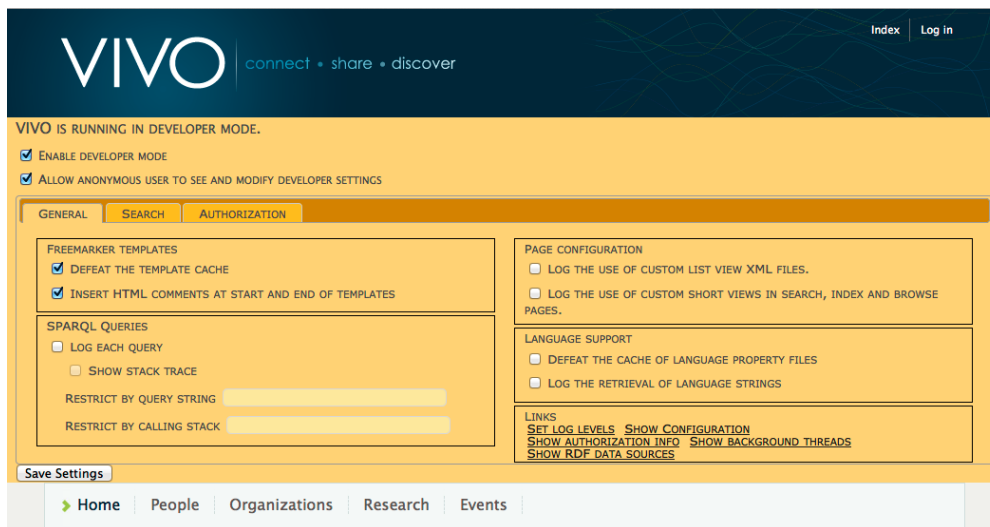 Index Log in
VIVO connect • share • discover
VIVO IS RUNNING IN DEVELOPER MODE.
ENABLE DEVELOPER MODE
ALLOW ANONYMOUS USER TO SEE AND MODIFY DEVELOPER SETTINGS
GENERAL SEARCH AUTHORIZATION
FREEMARKER TEMPLATES
DEFEAT THE TEMPLATE CACHE
INSERT HTML COMMENTS AT START AND END OF TEMPLATES
SPARQL QUERIES
LOG EACH QUERY
SHOW STACK TRACE
RESTRICT BY QUERY STRING
RESTRICT BY CALLING STACK
PAGE CONFIGURATION
LOG THE USE OF CUSTOM LIST VIEW XML FILES.
LOG THE USE OF CUSTOM SHORT VIEWS IN SEARCH, INDEX AND BROWSE
PAGES.
LANGUAGE SUPPORT
DEFEAT THE CACHE OF LANGUAGE PROPERTY FILES
LOG THE RETRIEVAL OF LANGUAGE STRINGS
LINKS
SET LOG LEVELS SHOW CONFIGURATION
SHOW AUTHORIZATION INFO SHOW BACKGROUND THREADS
SHOW RDF DATA SOURCES
Save Settings
Home People Organizations Research Events